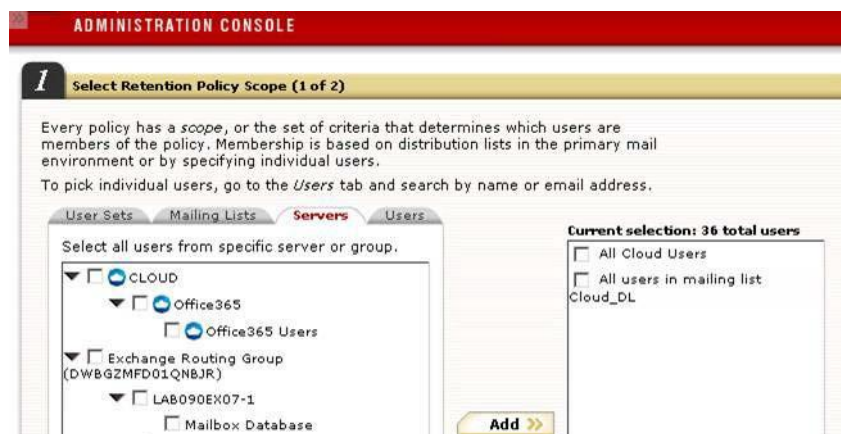 ADMINISTRATION CONSOLE
1 Select Retention Policy Scope (1 of 2)
Every policy has a scope, or the set of criteria that determines which users are
members of the policy. Membership is based on distribution lists in the primary mail
environment or by specifying individual users.
To pick individual users, go to the Users tab and search by name or email address.
User Sets Mailing Lists Servers Users
Select all users from specific server or group.
CLOUD
Office365
Office365 Users
Exchange Routing Group
(DWBGZMFD01QNBJR)
LAB090EX07-1
Mailbox Database
Add >>
Current selection: 36 total users
All Cloud Users
All users in mailing list
Cloud_DL